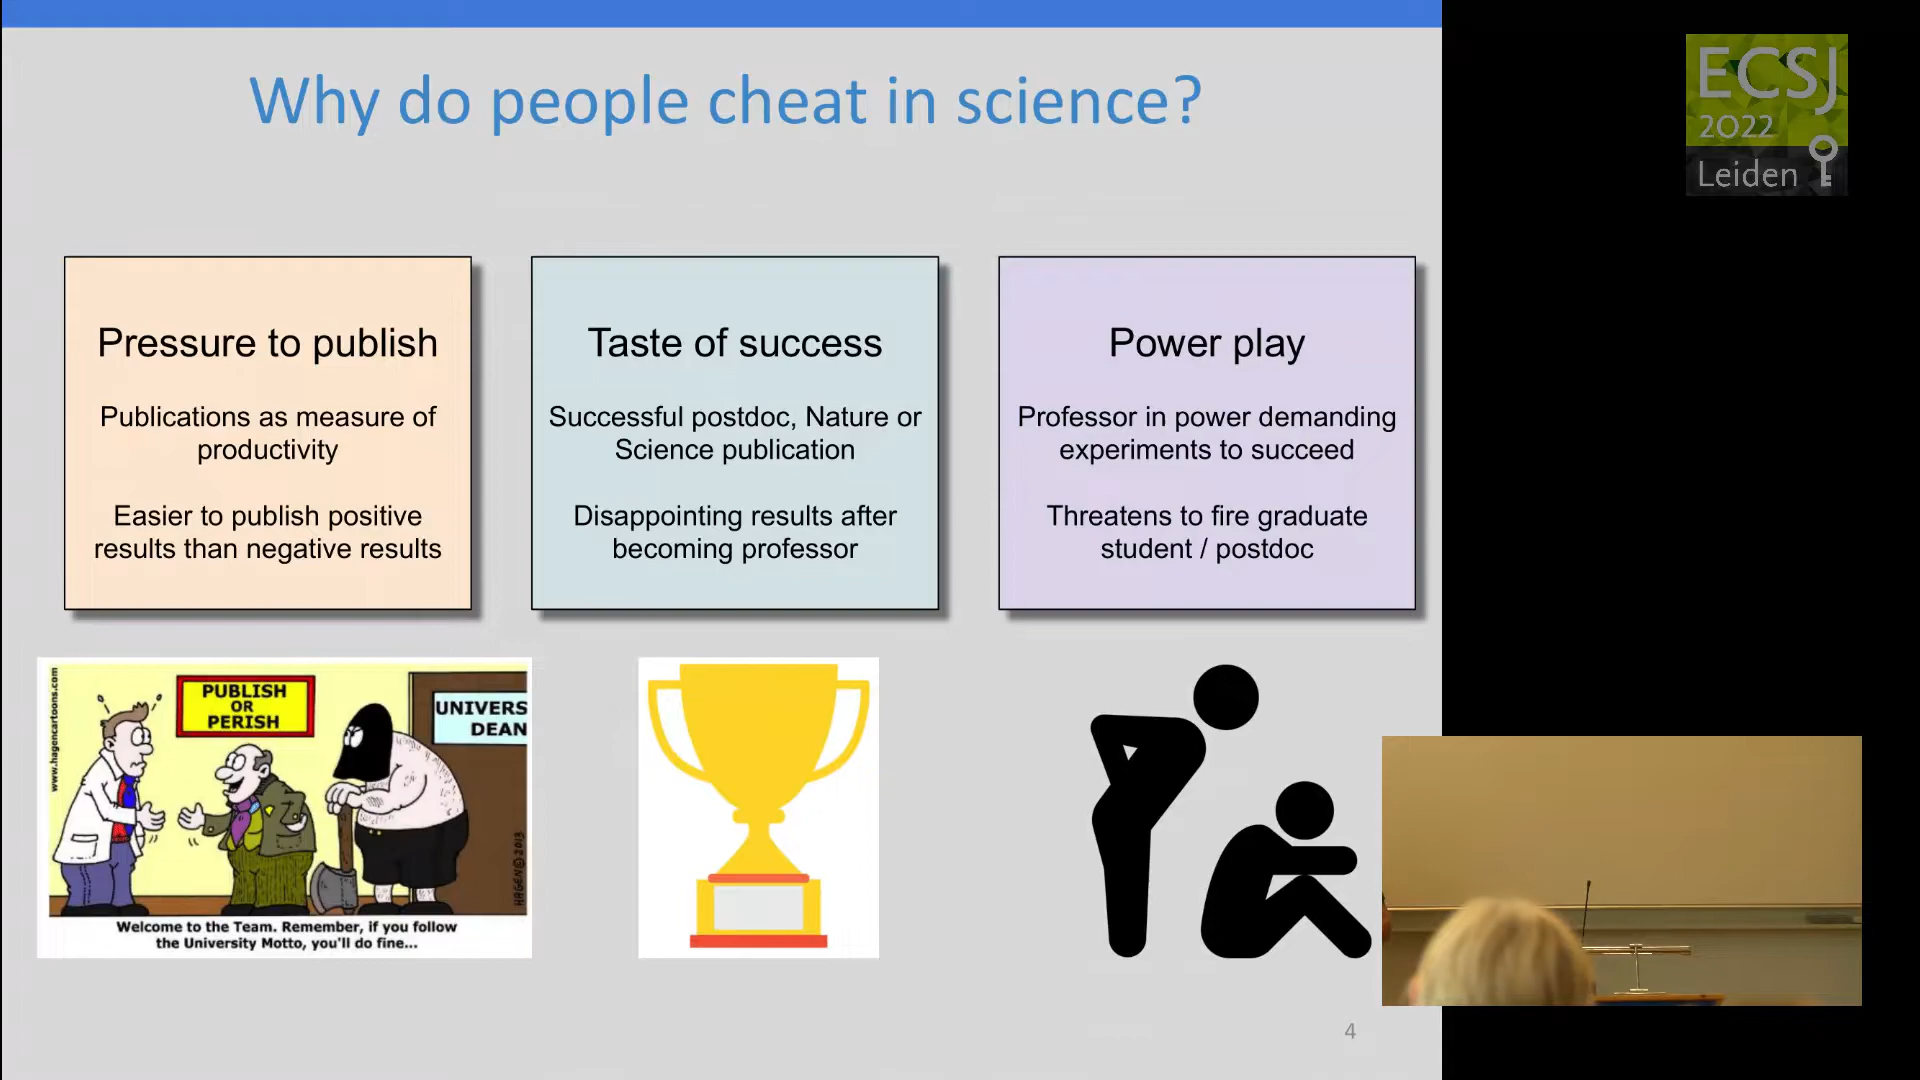 Why do people cheat in science?
Pressure to publish
Publications as measure of
productivity
Easier to publish positive
results than negative results
Taste of success
Successful postdoc, Nature or
Science publication
Disappointing results after
becoming professor
Power play
Professor in power demanding
experiments to succeed
Threatens to fire graduate
student / postdoc
www.hagencartoons.com
PUBLISH
OR
PERISH
UNIVERS
DEAN
HAGEN©2013
Welcome to the Team. Remember, if you follow
the University Motto, you'll do fine...
4
ECSJ
2022
Leiden